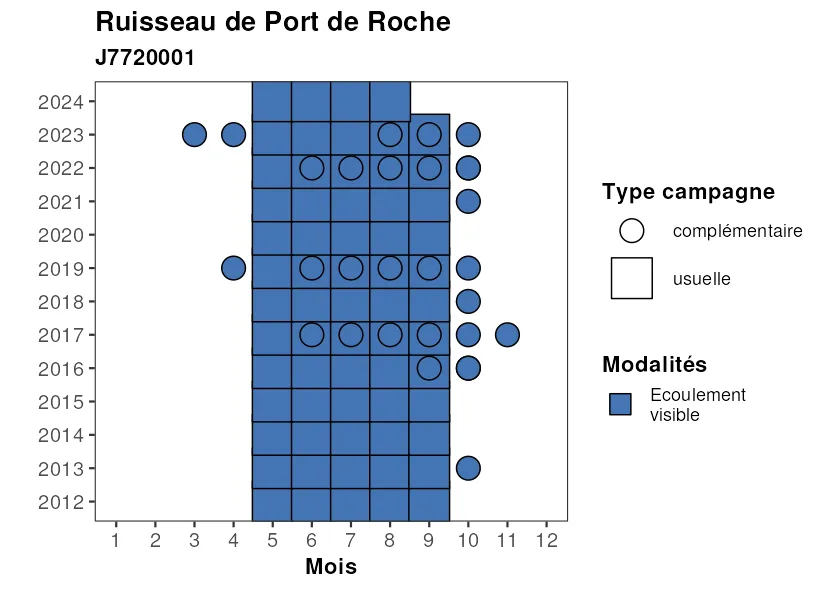 Ruisseau de Port de Roche
J7720001
2024
2023
2022
2021
2020
2019
2018
2017
2016
2015
2014
2013
2012
1 2 3 4 5 6 7 8 9 10 11 12
Mois
Type campagne
complémentaire
usuelle
Modalités
Ecoulement
visible